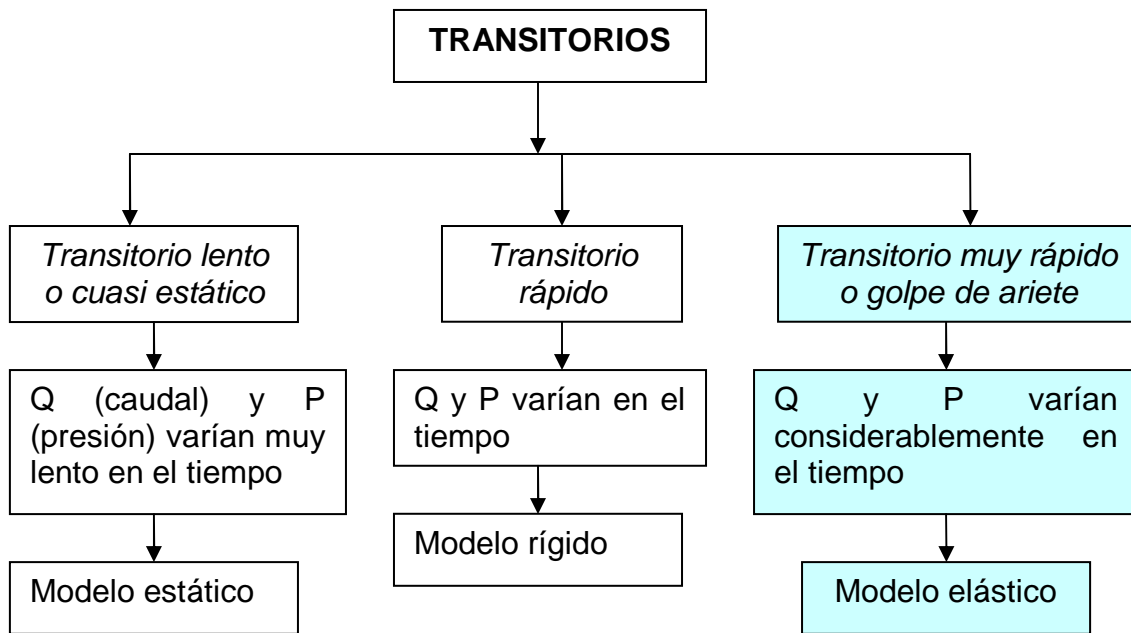 TRANSITORIOS
Transitorio lento
o cuasi estático
Transitorio
rápido
Transitorio muy rápido
o golpe de ariete
Q (caudal) y P
(presión) varían muy
lento en el tiempo
Q y P varían en el
tiempo
Q y P varían
considerablemente en
el tiempo
Modelo estático
Modelo rígido
Modelo elástico